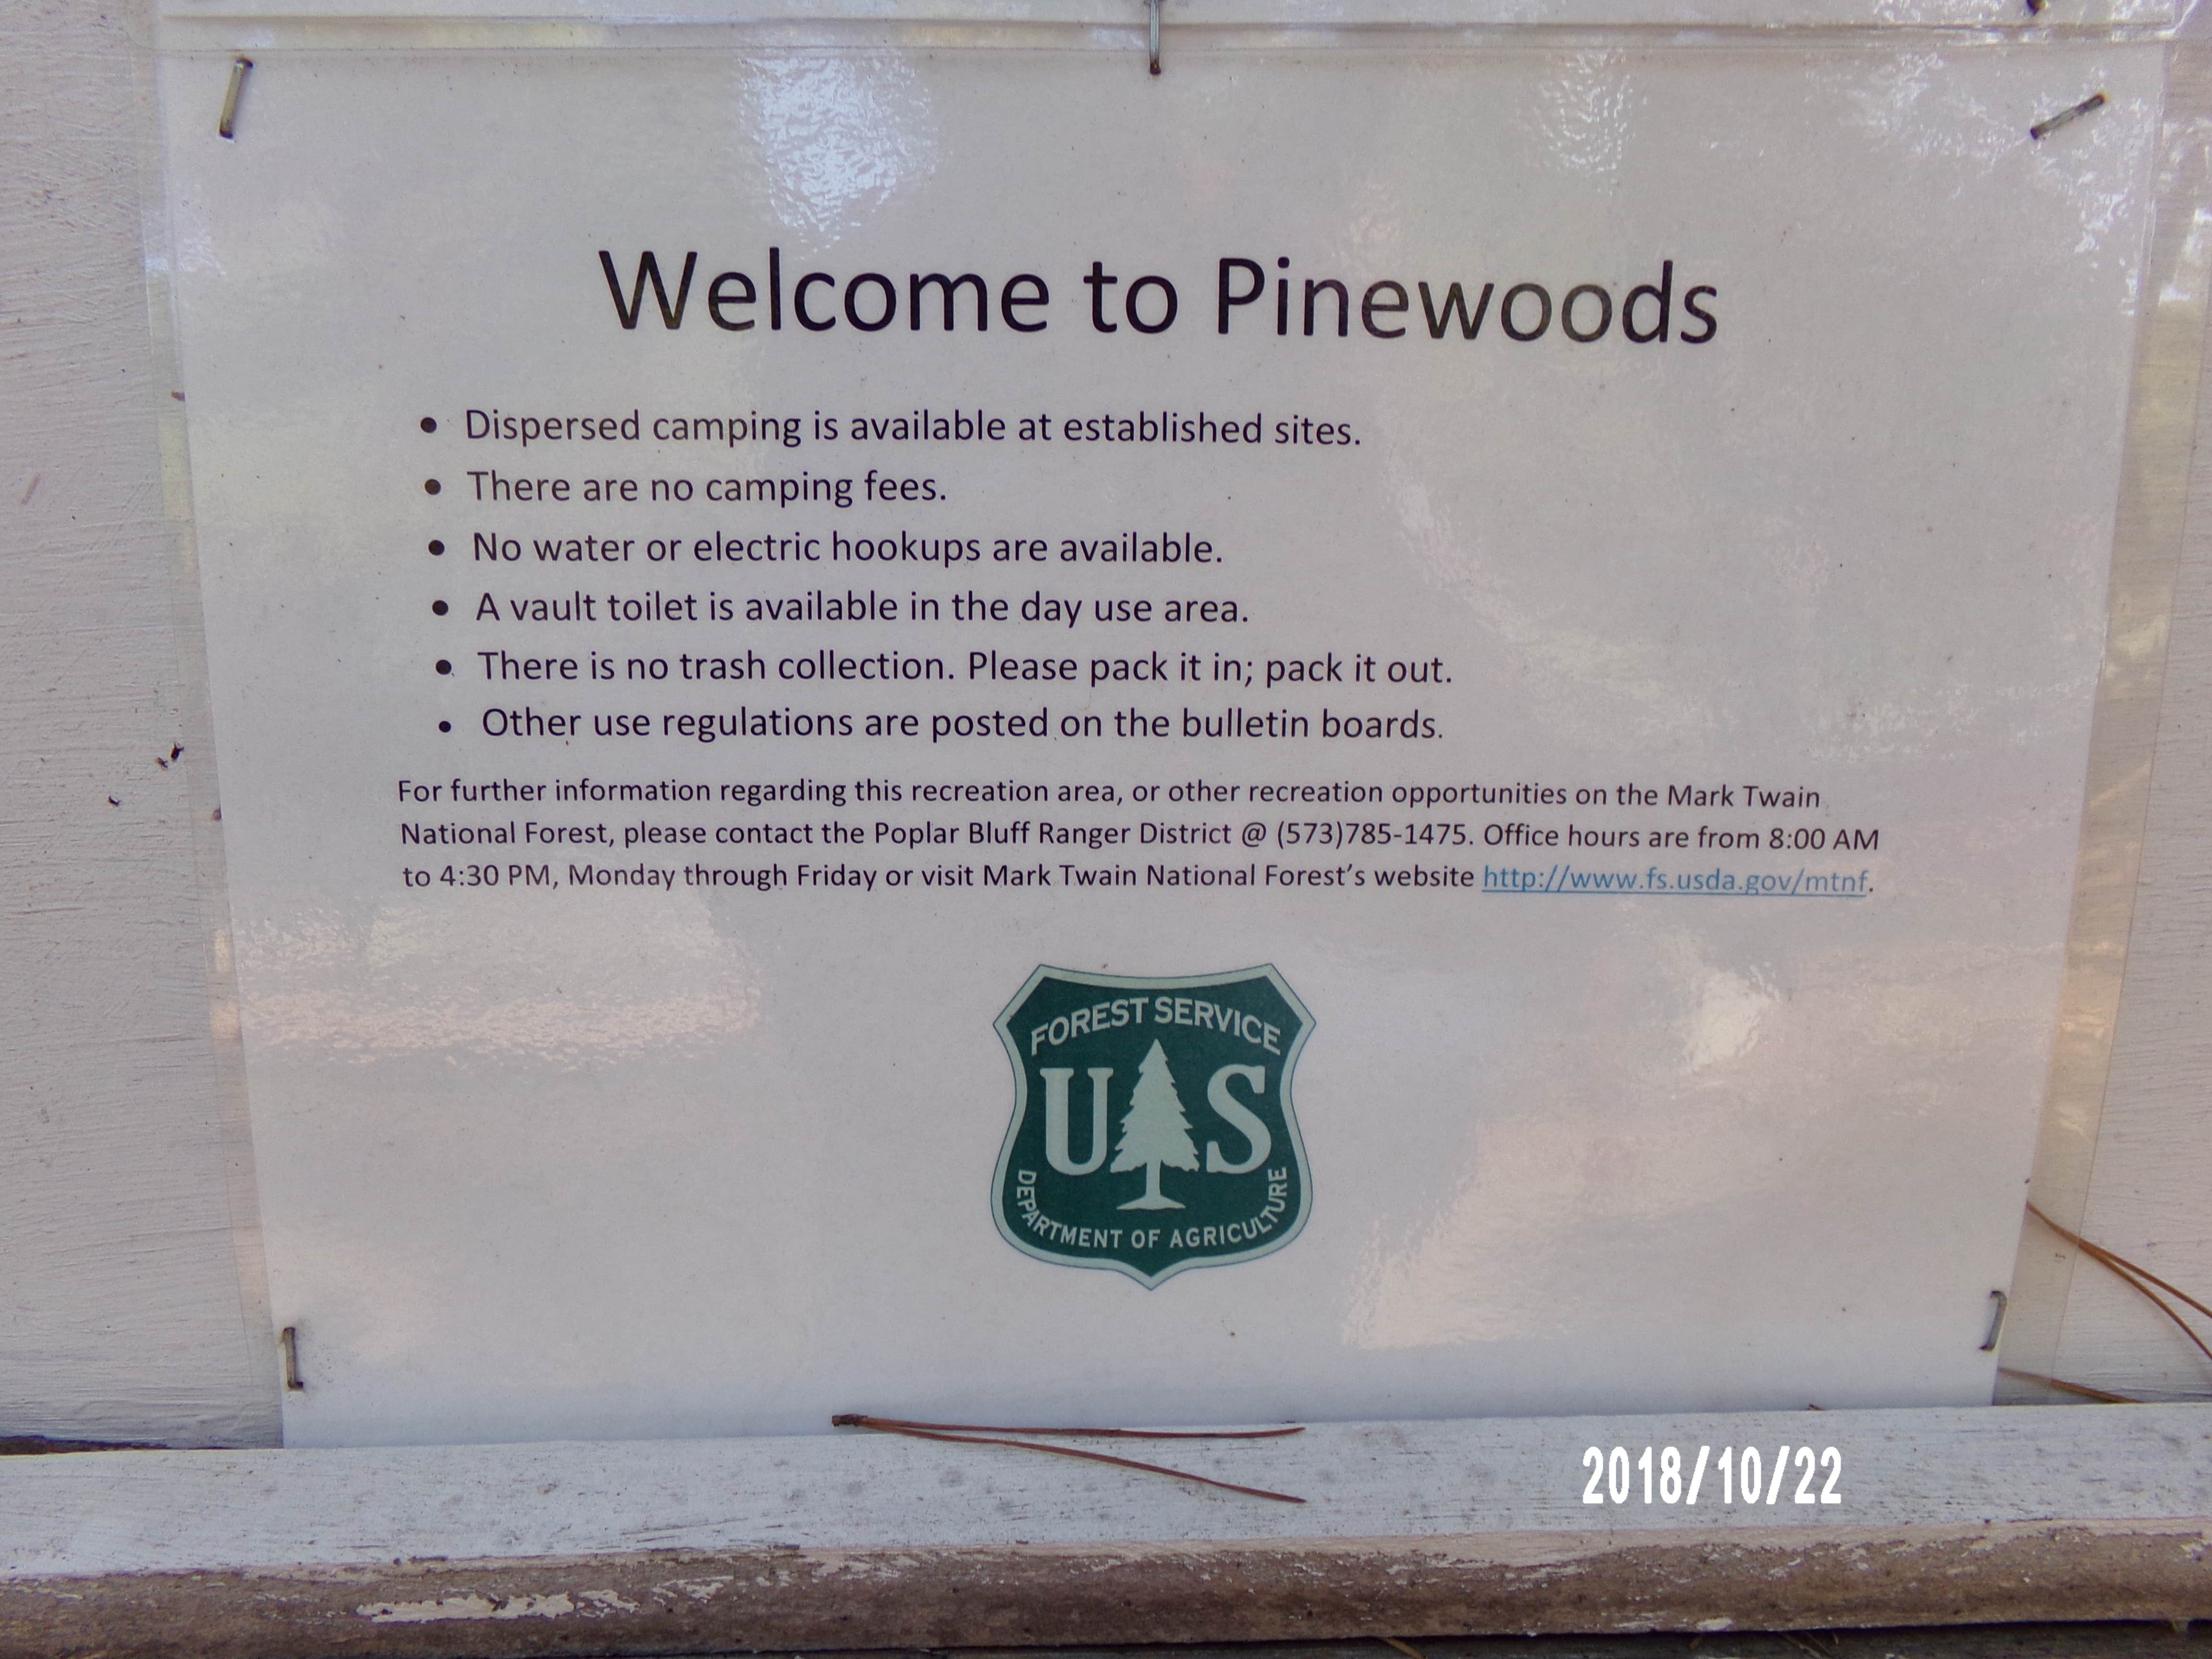 Welcome to Pinewoods
• Dispersed camping is available at established sites.
• There are no camping fees.
• No water or electric hookups are available.
• A vault toilet is available in the day use area.
• There is no trash collection. Please pack it in; pack it out.
• Other use regulations are posted on the bulletin boards.
For further information regarding this recreation area, or other recreation opportunities on the Mark Twain
National Forest, please contact the Poplar Bluff Ranger District @ (573)785-1475. Office hours are from 8:00 AM
to 4:30 PM, Monday through Friday or visit Mark Twain National Forest’s website http://www.fs.usda.gov/mtnf.
FOREST SERVICE
U S
DEPARTMENT OF AGRICULTURE
2018/10/22